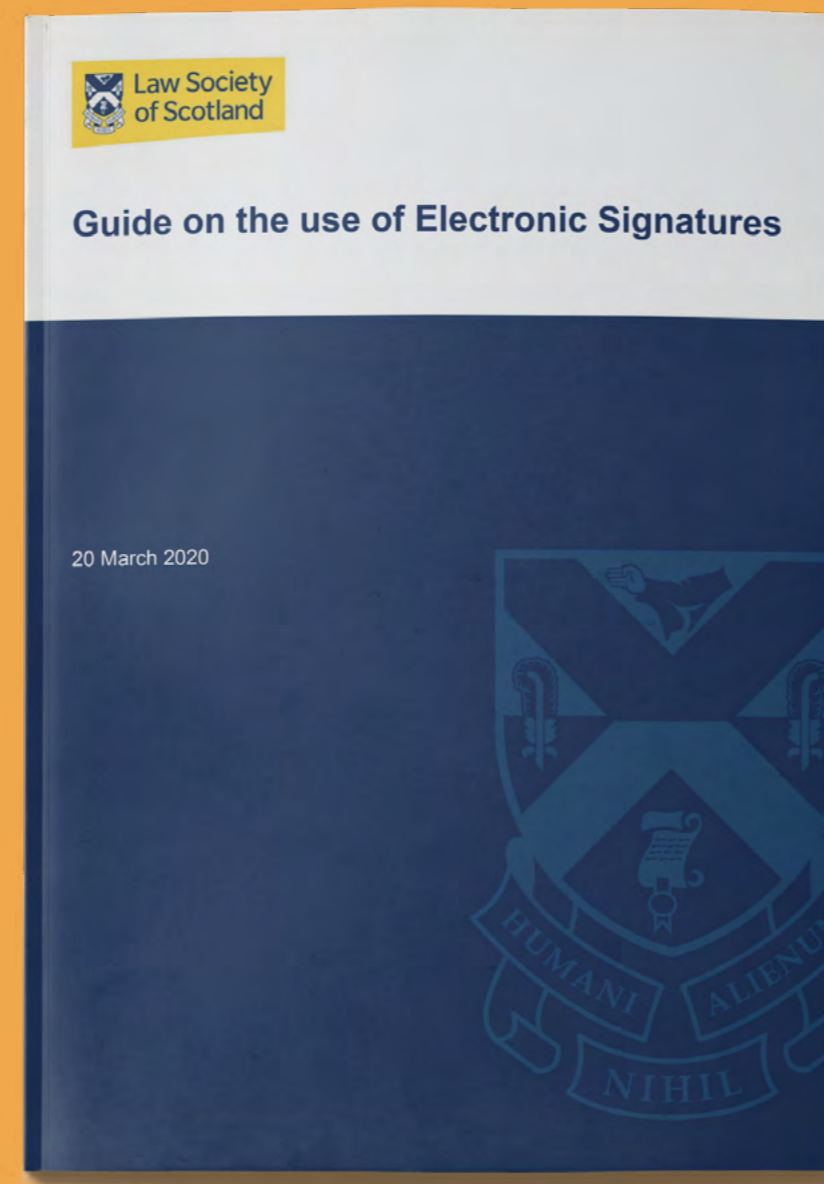 Law Society
of Scotland
Guide on the use of Electronic Signatures
20 March 2020
HUMANI
NIHIL